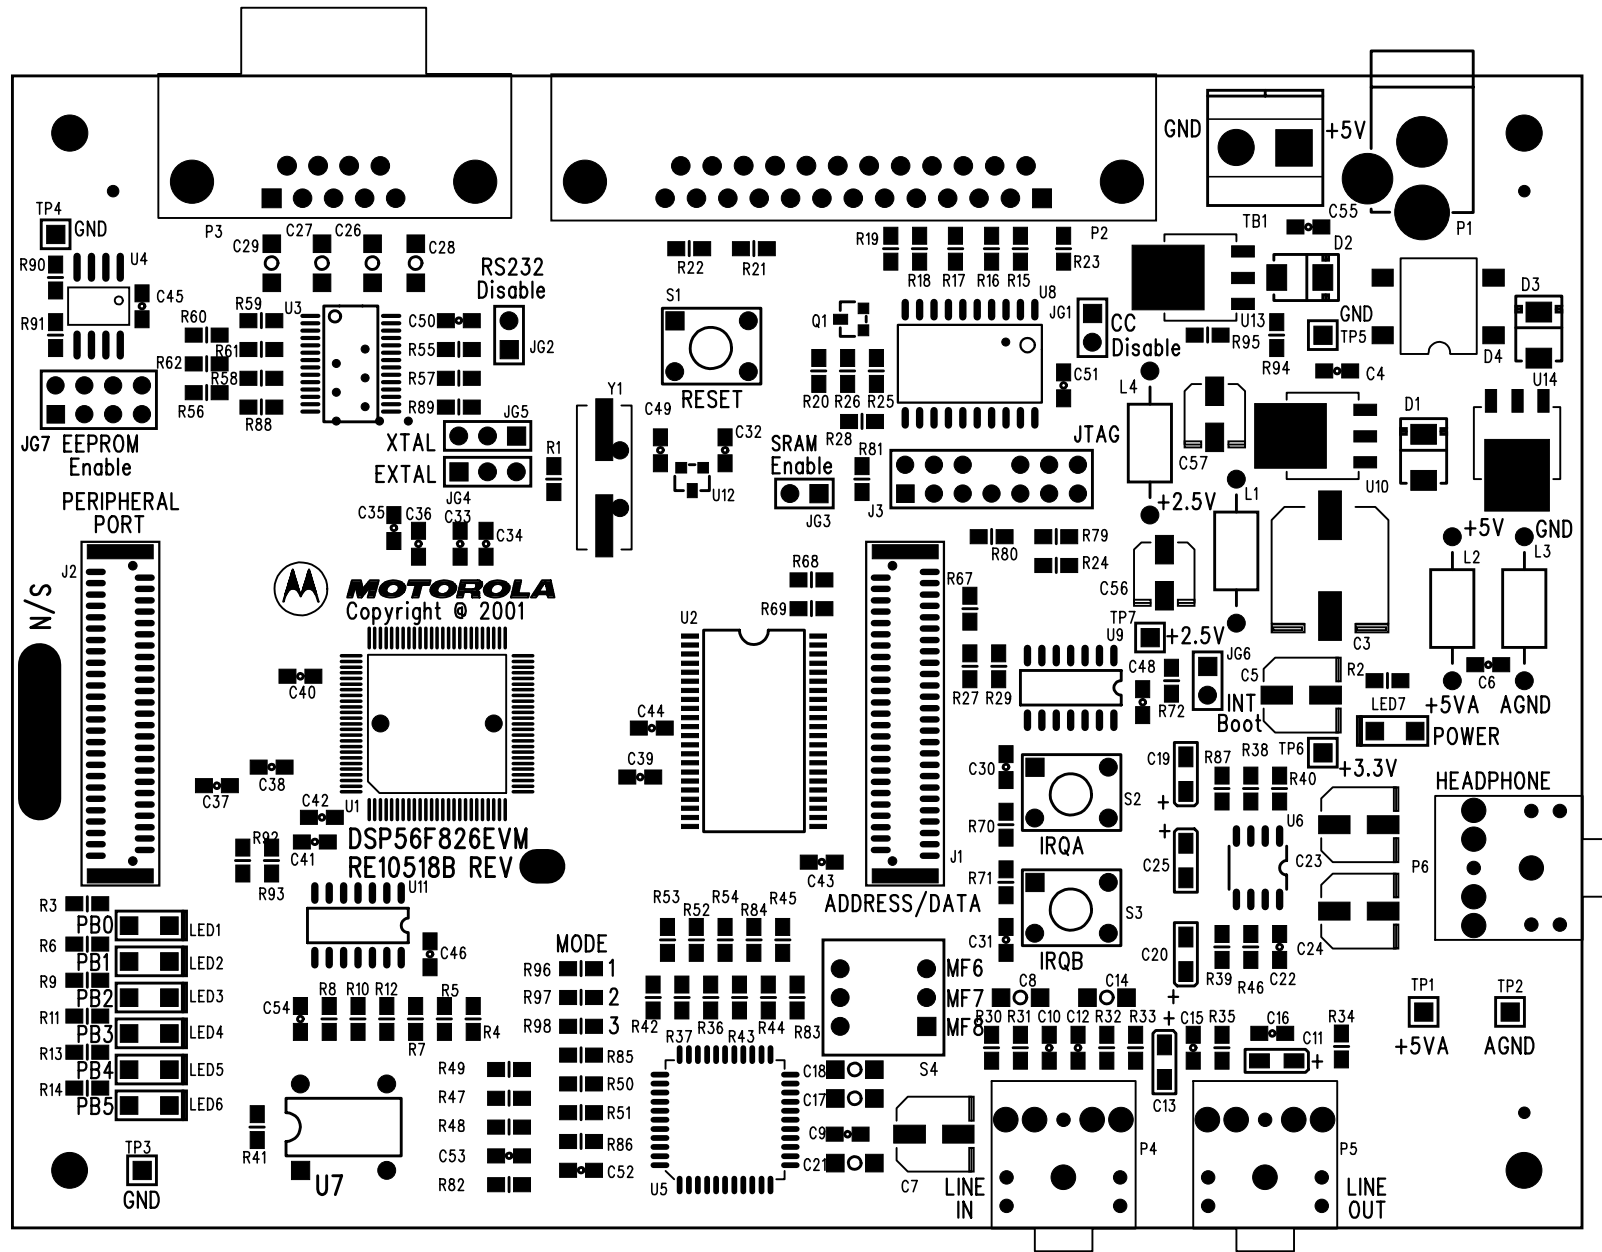 GND
+5V
TP4
GND
P3
C29
C27
C26
C28
TB1
C55
P1
P2
D2
R90
U4
C45
RS232
Disable
R22
R21
R19
R18
R17
R16
R15
R23
U8
JG1
CC
Disable
U13
R95
R94
GND
TP5
D3
D4
U14
R91
R60
R59
U3
C50
R62
R61
R55
R58
R57
R56
R88
R89
JG2
S1
RESET
Q1
R20
R26
R25
R28
C51
L4
C4
D1
JG7
EEPROM
Enable
XTAL
JG5
EXTAL
JG4
R1
Y1
C49
C32
U12
SRAM
Enable
JG3
R81
JTAG
J3
C57
U10
+2.5V
L1
+5V
GND
L2
L3
PERIPHERAL
PORT
J2
N/S
C35
C36
C33
C34
R68
R69
R80
R79
R24
R67
C56
TP7
+2.5V
C3
MOTOROLA
Copyright @ 2001
U2
U9
C48
R72
JG6
INT
Boot
C5
R2
C6
LED7
+5VA
AGND
POWER
TP6
+3.3V
C40
C44
C39
R27
R29
C37
C38
C42
C41
U1
DSP56F826EVM
RE10518B REV
R92
R93
U11
C43
J1
ADDRESS/DATA
C30
S2
R70
IRQA
R71
S3
C31
IRQB
C19
+
R87
R38
R40
+
C25
U6
C23
C24
C20
+
R39
R46
C22
HEADPHONE
P6
R3
PB0
LED1
R6
PB1
LED2
R9
PB2
LED3
R11
PB3
LED4
R13
PB4
LED5
R14
PB5
LED6
C46
MODE
R96
1
R97
2
R98
3
R53
R52
R54
R84
R45
R42
R37
R36
R43
R44
R83
MF6
MF7
MF8
S4
C54
R8
R10
R12
R7
R5
R4
C8
C14
R30
R31
C10
C12
R32
R33
+
C15
R35
C16
C11
+
R34
TP1
+5VA
TP2
AGND
R49
R47
R48
C53
R82
R85
R50
R51
R86
C52
C18
C17
C9
C21
C7
C13
R41
U7
U5
TP3
GND
LINE
IN
P4
P5
LINE
OUT